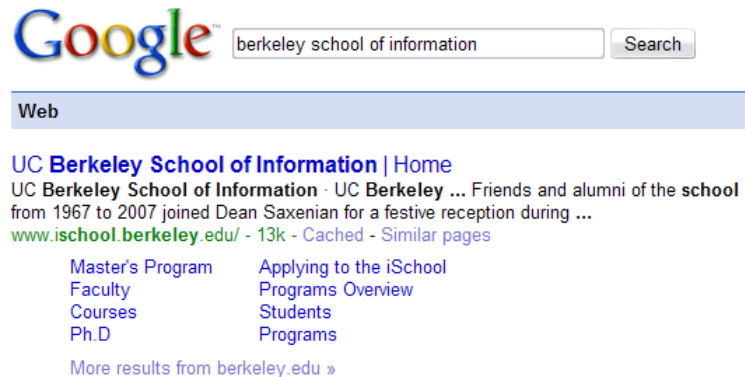 Google™
berkeley school of information Search
Web
UC Berkeley School of Information | Home
UC Berkeley School of Information · UC Berkeley ... Friends and alumni of the school
from 1967 to 2007 joined Dean Saxenian for a festive reception during ...
www.ischool.berkeley.edu/ - 13k - Cached - Similar pages
Master's Program Applying to the iSchool
Faculty Programs Overview
Courses Students
Ph.D Programs
More results from berkeley.edu »